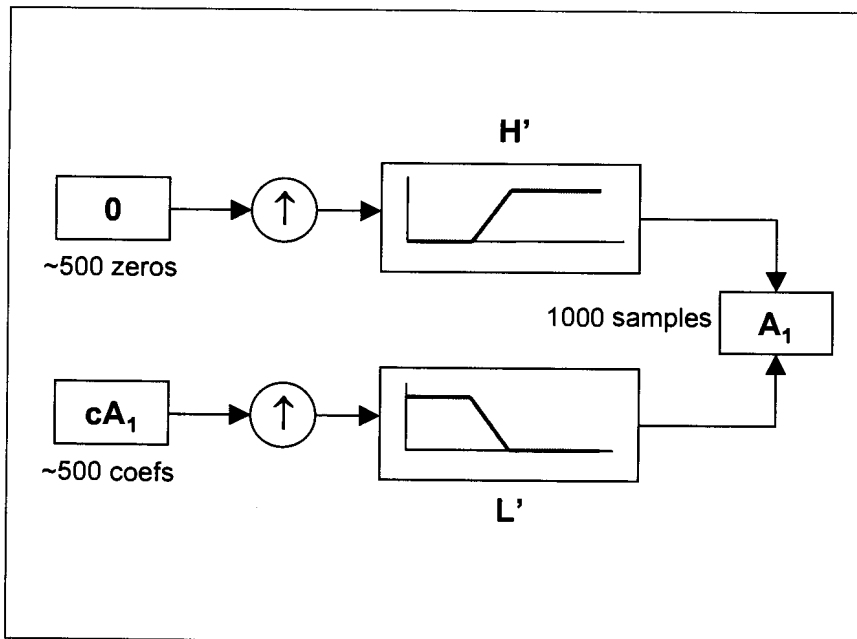 H’
0
↑
~500 zeros
1000 samples
A₁
cA₁
↑
~500 coefs
L’